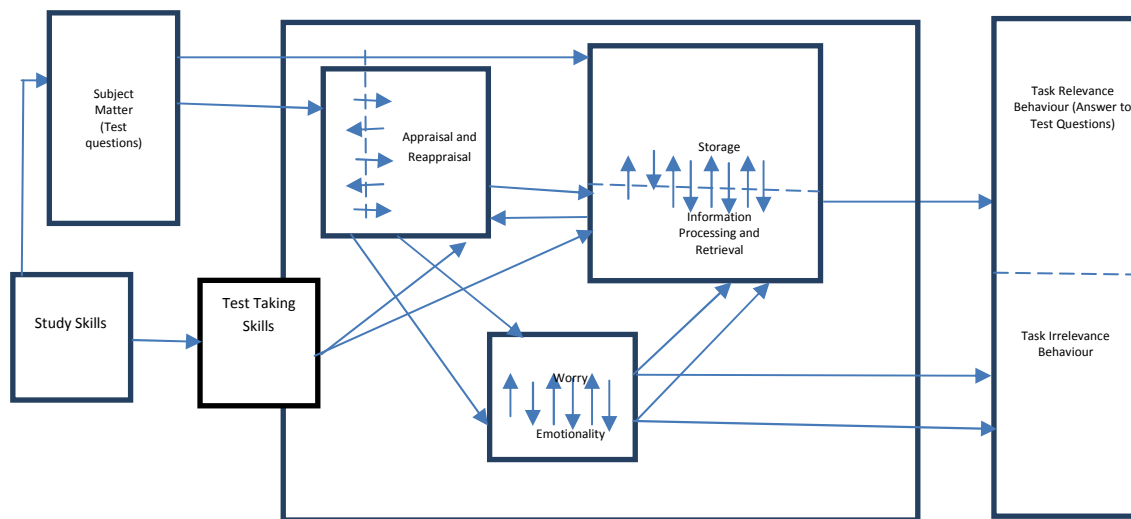 Subject
Matter
(Test
questions)
Appraisal and
Reappraisal
Storage
Information
Processing and
Retrieval
Task Relevance
Behaviour (Answer to
Test Questions)
Study Skills
Test Taking
Skills
Worry
Emotionality
Task Irrelevance
Behaviour